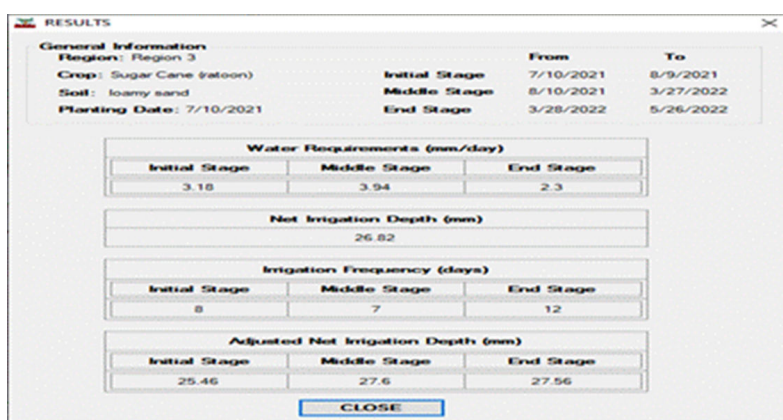 RESULTS
General Information
Region: Region 3 From To
Crop: Sugar Cane (ratoon) Initial Stage 7/10/2021 8/9/2021
Soil: loamy sand Middle Stage 8/10/2021 3/27/2022
Planting Date: 7/10/2021 End Stage 3/28/2022 5/26/2022
Water Requirements (mm/day)
Initial Stage Middle Stage End Stage
3.18 3.94 2.3
Net Irrigation Depth (mm)
26.82
Irrigation Frequency (days)
Initial Stage Middle Stage End Stage
8 7 12
Adjusted Net Irrigation Depth (mm)
Initial Stage Middle Stage End Stage
25.46 27.6 27.56
CLOSE